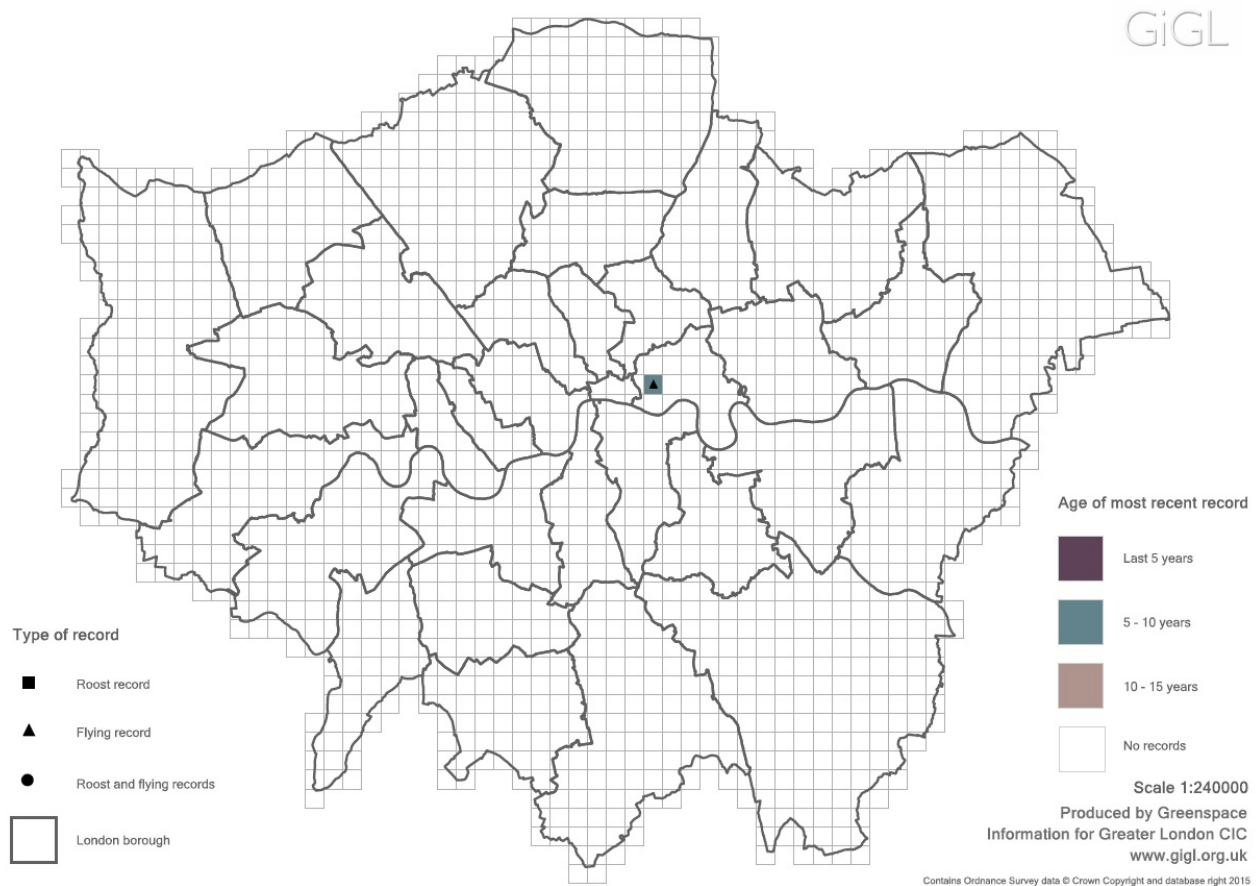 GiGL
Age of most recent record
Last 5 years
5 - 10 years
10 - 15 years
No records
Type of record
Roost record
Flying record
Roost and flying records
London borough
Scale 1:240000
Produced by Greenspace
Information for Greater London CIC
www.gigl.org.uk
Contains Ordnance Survey data © Crown Copyright and database right 2015